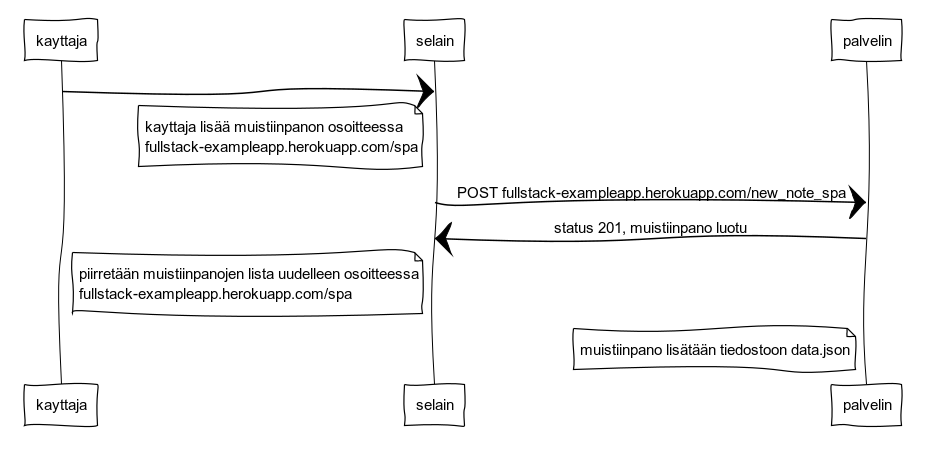 kayttaja
selain
palvelin
kayttaja lisää muistiinpanon osoitteessa
fullstack-exampleapp.herokuapp.com/spa
POST fullstack-exampleapp.herokuapp.com/new_note_spa
status 201, muistiinpano luotu
piirretään muistiinpanojen lista uudelleen osoitteessa
fullstack-exampleapp.herokuapp.com/spa
muistiinpano lisätään tiedostoon data.json
kayttaja
selain
palvelin